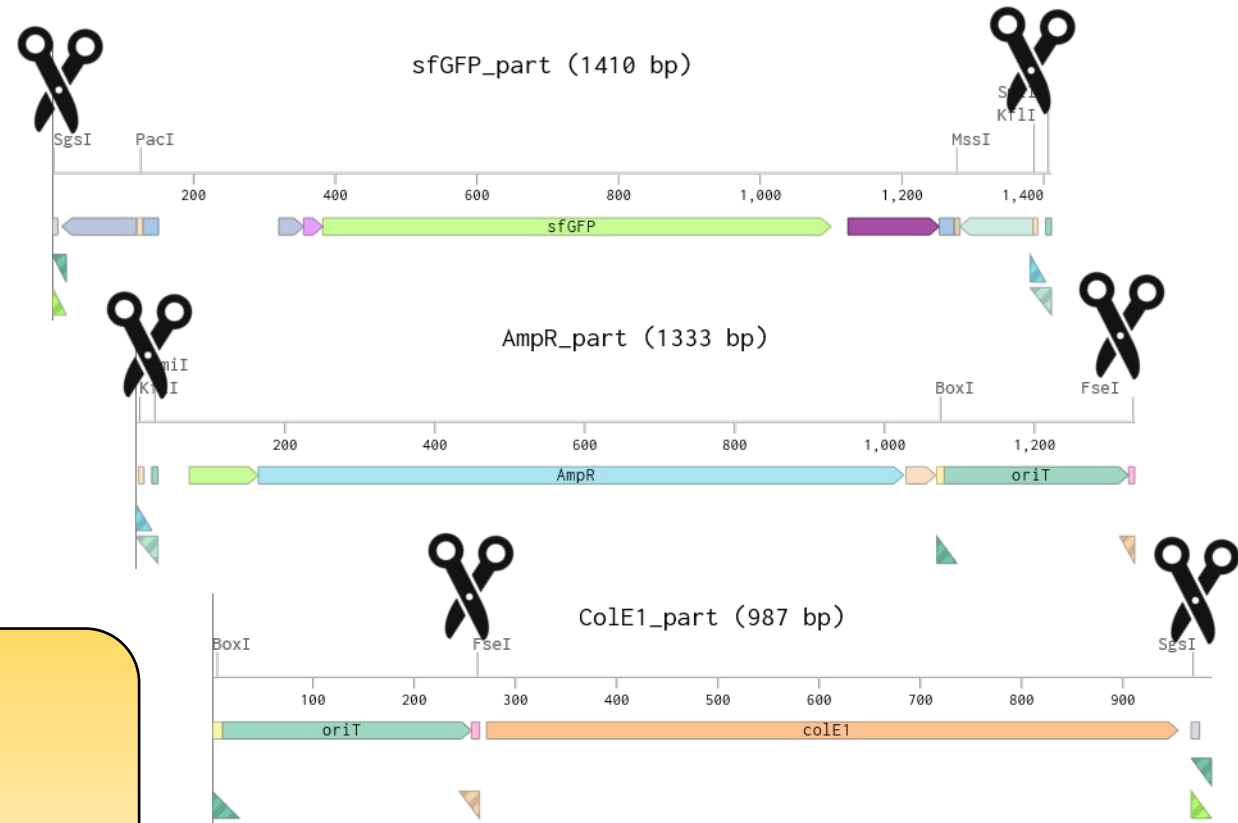 sfGFP_part (1410 bp)
KflI
SgsI PacI MssI
200 400 600 800 1,000 1,200 1,400
sfGFP
AmpR_part (1333 bp)
BoxI FseI
200 400 600 800 1,000 1,200
AmpR oriT
ColE1_part (987 bp)
BoxI FseI SgsI
100 200 300 400 500 600 700 800 900
oriT colE1